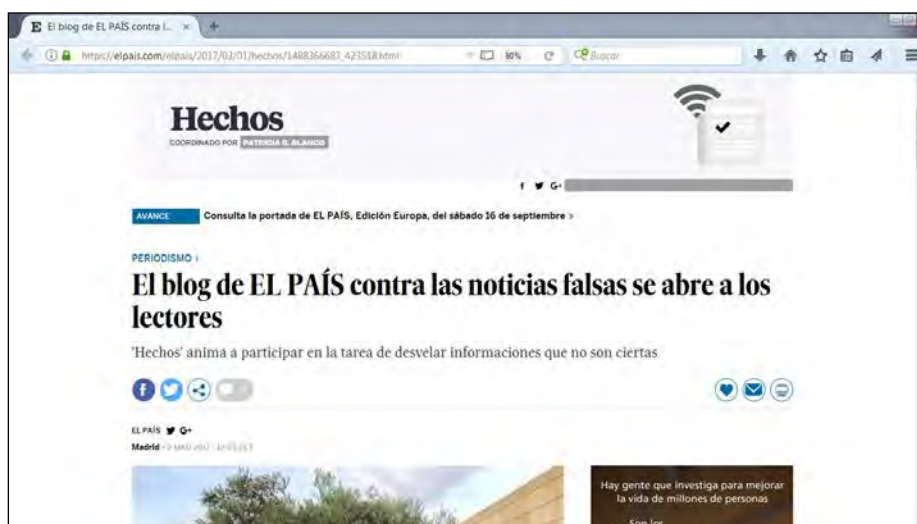 El blog de EL PAÍS contra l...
https://elpais.com/elpais/2017/03/01/hechos/1488366687_423518.html
80%
Buscar
Hechos
COORDINADO POR PATRICIA R. BLANCO
AVANCE Consulta la portada de EL PAÍS, Edición Europa, del sábado 16 de septiembre »
PERIODISMO ›
El blog de EL PAÍS contra las noticias falsas se abre a los
lectores
'Hechos' anima a participar en la tarea de desvelar informaciones que no son ciertas
EL PAÍS
Madrid
Hay gente que investiga para mejorar
la vida de millones de personas
Son los